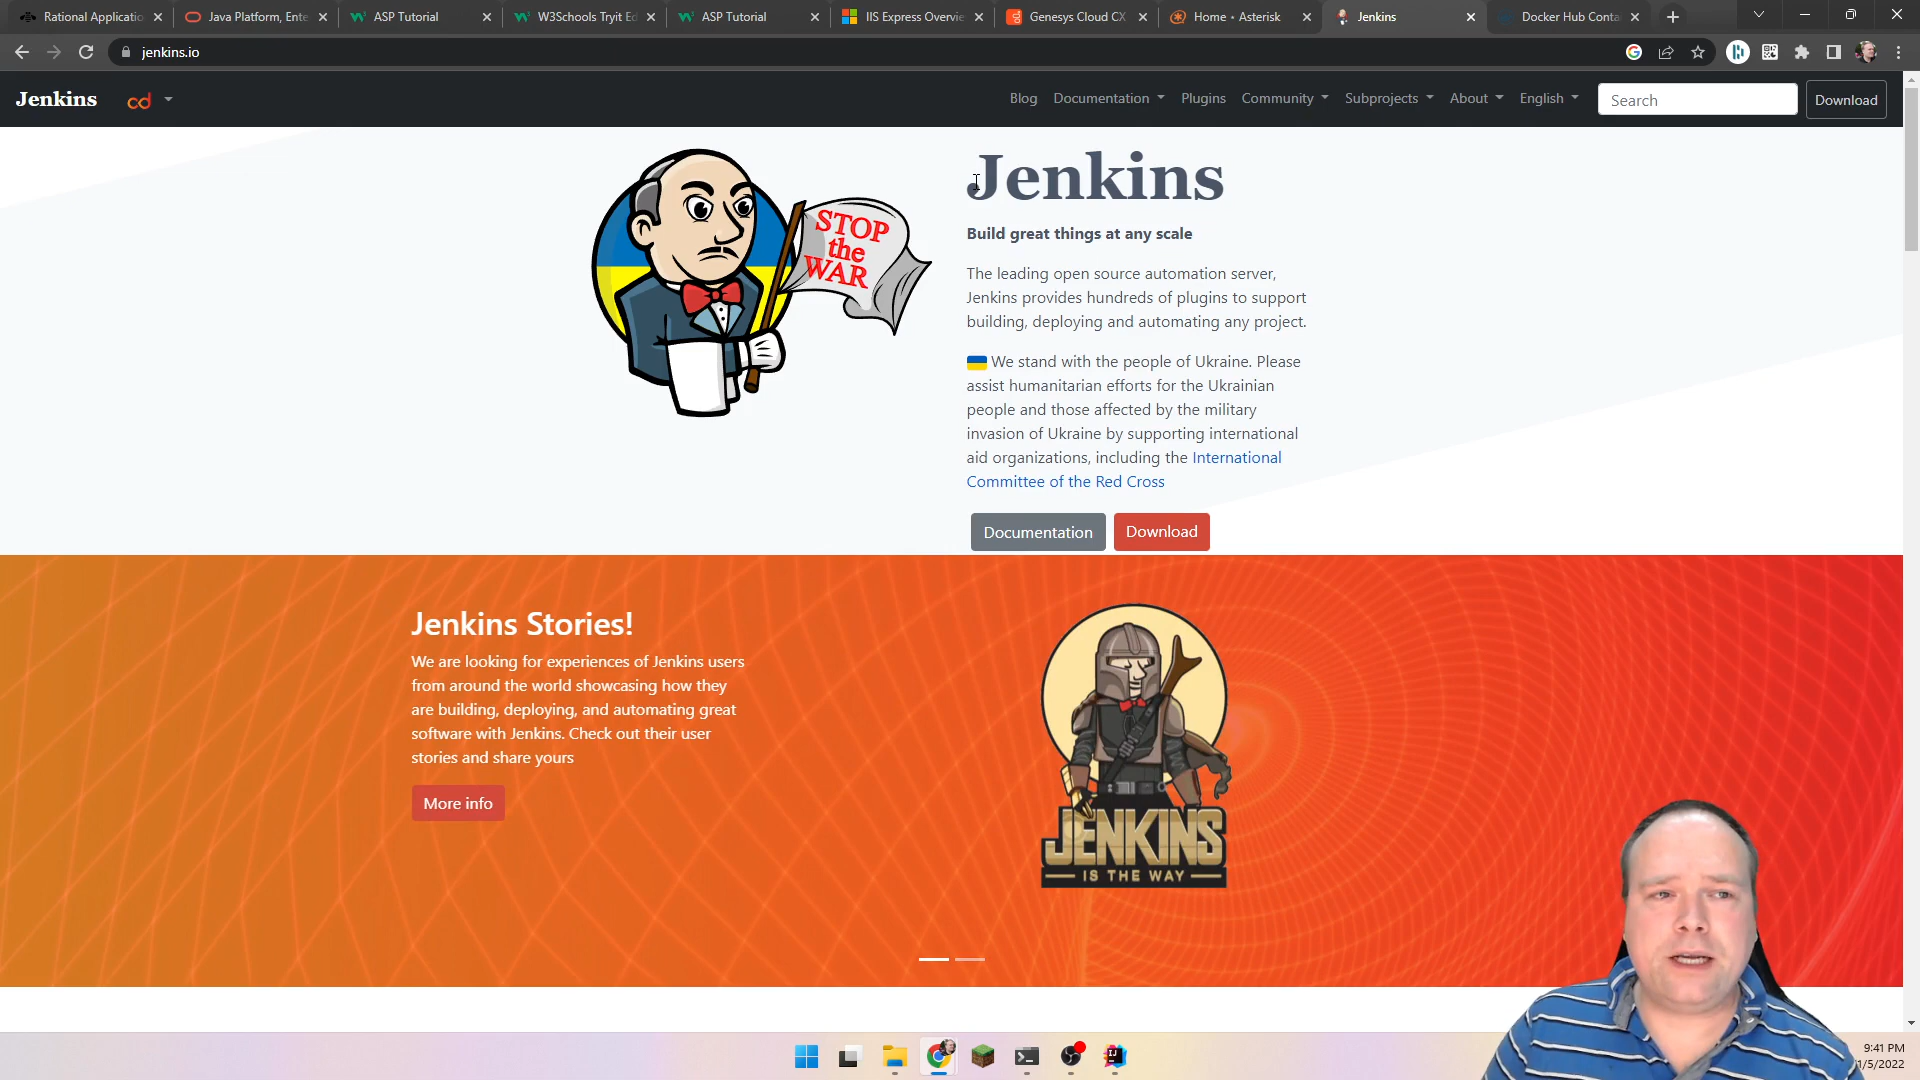 Rational Applicatio
Java Platform, Ente
ASP Tutorial
W3Schools Tryit Ed
ASP Tutorial
IIS Express Overvie
Genesys Cloud CX
Home • Asterisk
Jenkins
Docker Hub Conta
jenkins.io
Jenkins
cd
Blog
Documentation
Plugins
Community
Subprojects
About
English
Search
Download
STOP
the
WAR
Jenkins
Build great things at any scale
The leading open source automation server,
Jenkins provides hundreds of plugins to support
building, deploying and automating any project.
We stand with the people of Ukraine. Please
assist humanitarian efforts for the Ukrainian
people and those affected by the military
invasion of Ukraine by supporting international
aid organizations, including the International
Committee of the Red Cross
Documentation
Download
Jenkins Stories!
We are looking for experiences of Jenkins users
from around the world showcasing how they
are building, deploying, and automating great
software with Jenkins. Check out their user
stories and share yours
More info
JENKINS
IS THE WAY
9:41 PM
1/5/2022